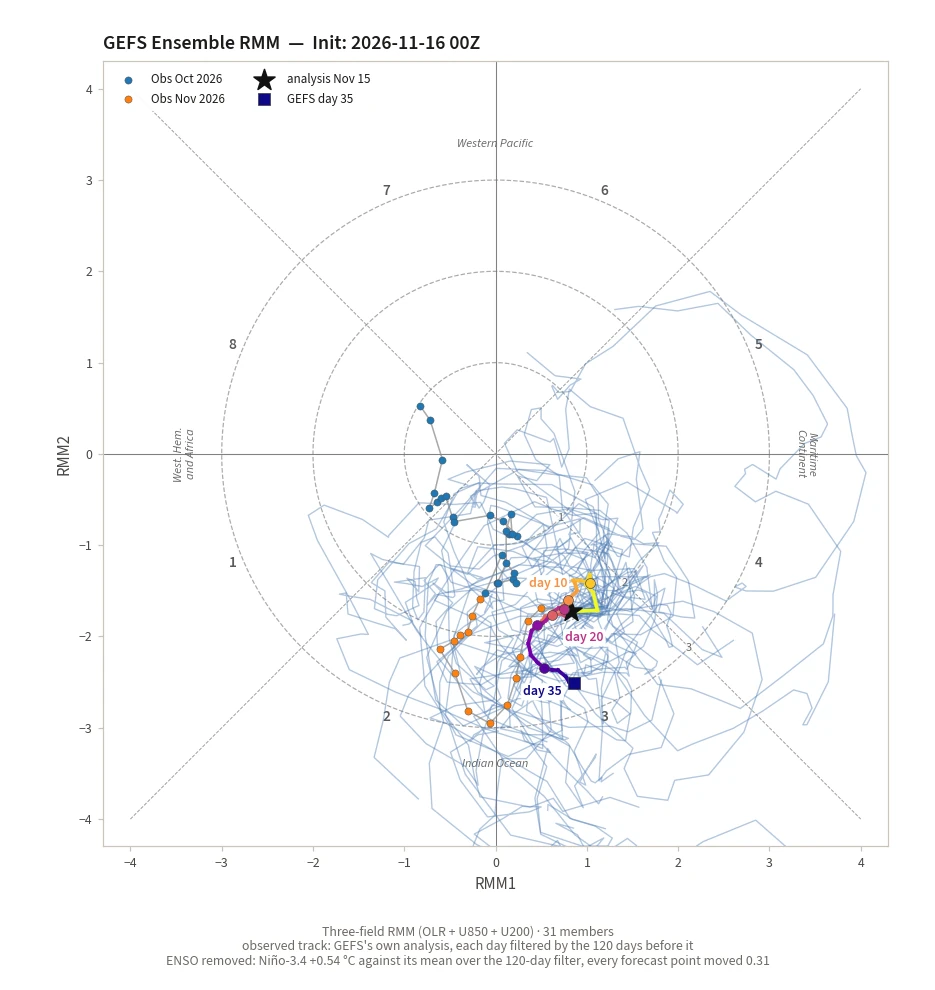 GEFS Ensemble RMM — Init: 2026-11-16 00Z
Obs Oct 2026
Obs Nov 2026
analysis Nov 15
GEFS day 35
Western Pacific
7
6
8
5
West. Hem.
and Africa
Maritime
Continent
1
4
2
3
1
2
3
day 10
day 20
day 35
Indian Ocean
4
3
2
1
0
−1
−2
−3
−4
RMM2
−4
−3
−2
−1
0
1
2
3
4
RMM1
Three-field RMM (OLR + U850 + U200) · 31 members
observed track: GEFS's own analysis, each day filtered by the 120 days before it
ENSO removed: Niño-3.4 +0.54 °C against its mean over the 120-day filter, every forecast point moved 0.31